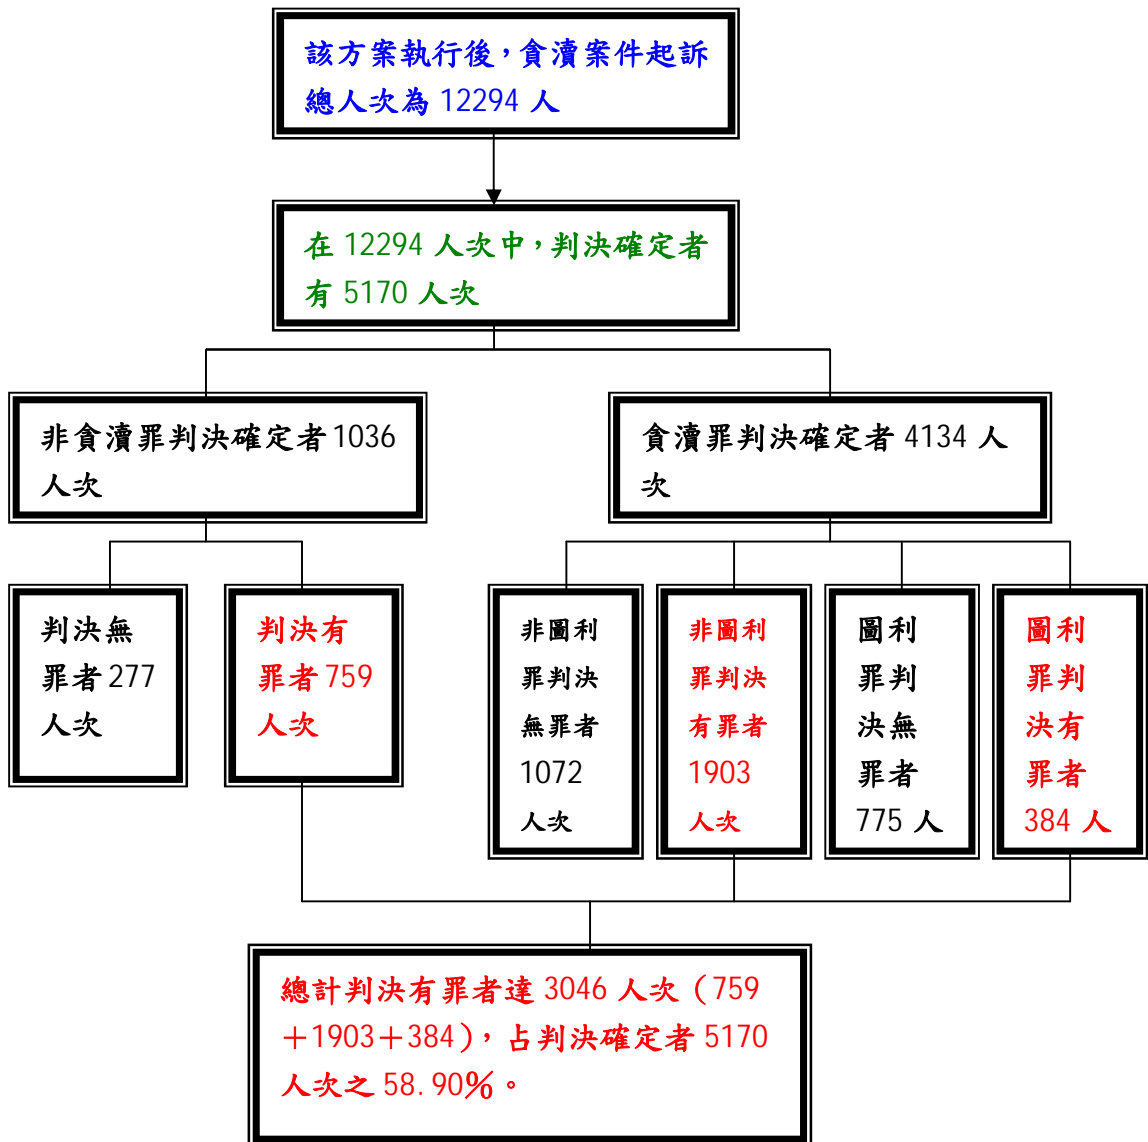 該方案執行後，貪瀆案件起訴
總人次為 12294 人
在 12294 人次中，判決確定者
有 5170 人次
非貪瀆罪判決確定者 1036
人次
貪瀆罪判決確定者 4134 人
次
判決無
罪者 277
人次
判決有
罪者 759
人次
非圖利
罪判決
無罪者
1072
人次
非圖利
罪判決
有罪者
1903
人次
圖利
罪判
決無
罪者
775 人
圖利
罪判
決有
罪者
384 人
總計判決有罪者達 3046 人次（759
＋1903＋384），占判決確定者 5170
人次之 58.90％。